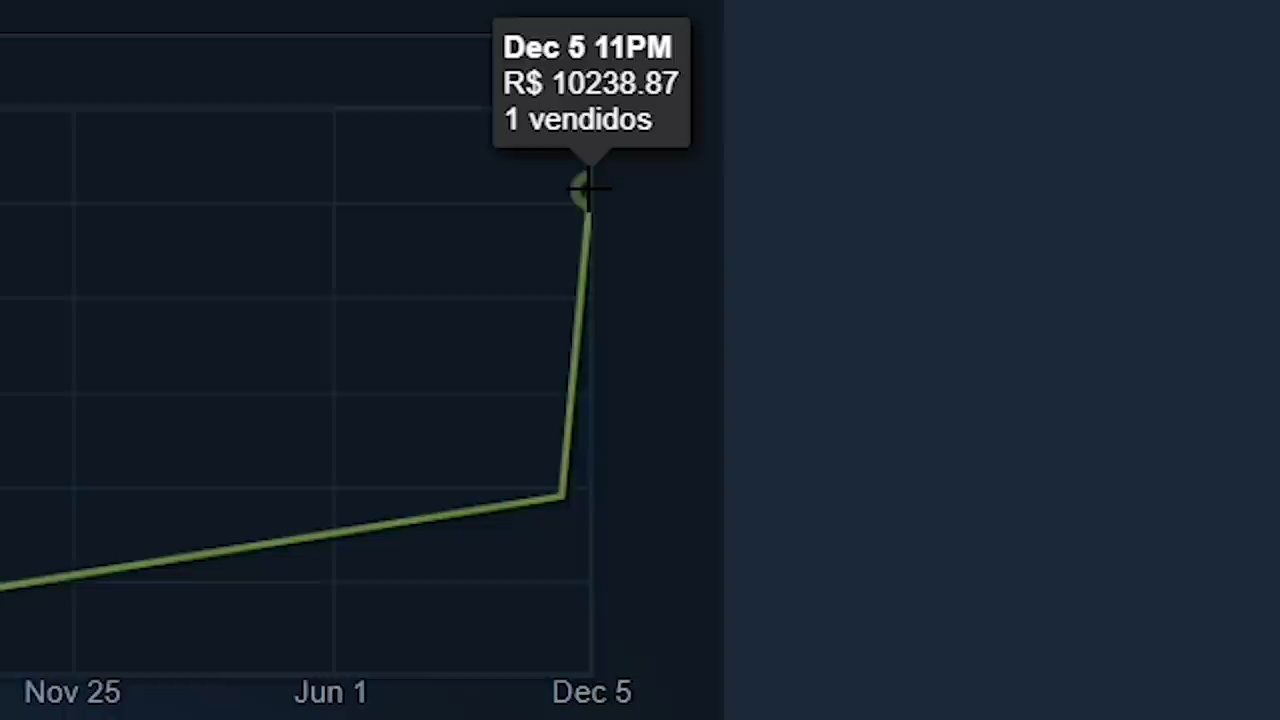 Dec 5 11PM
R$ 10238.87
1 vendidos
Nov 25
Jun 1
Dec 5